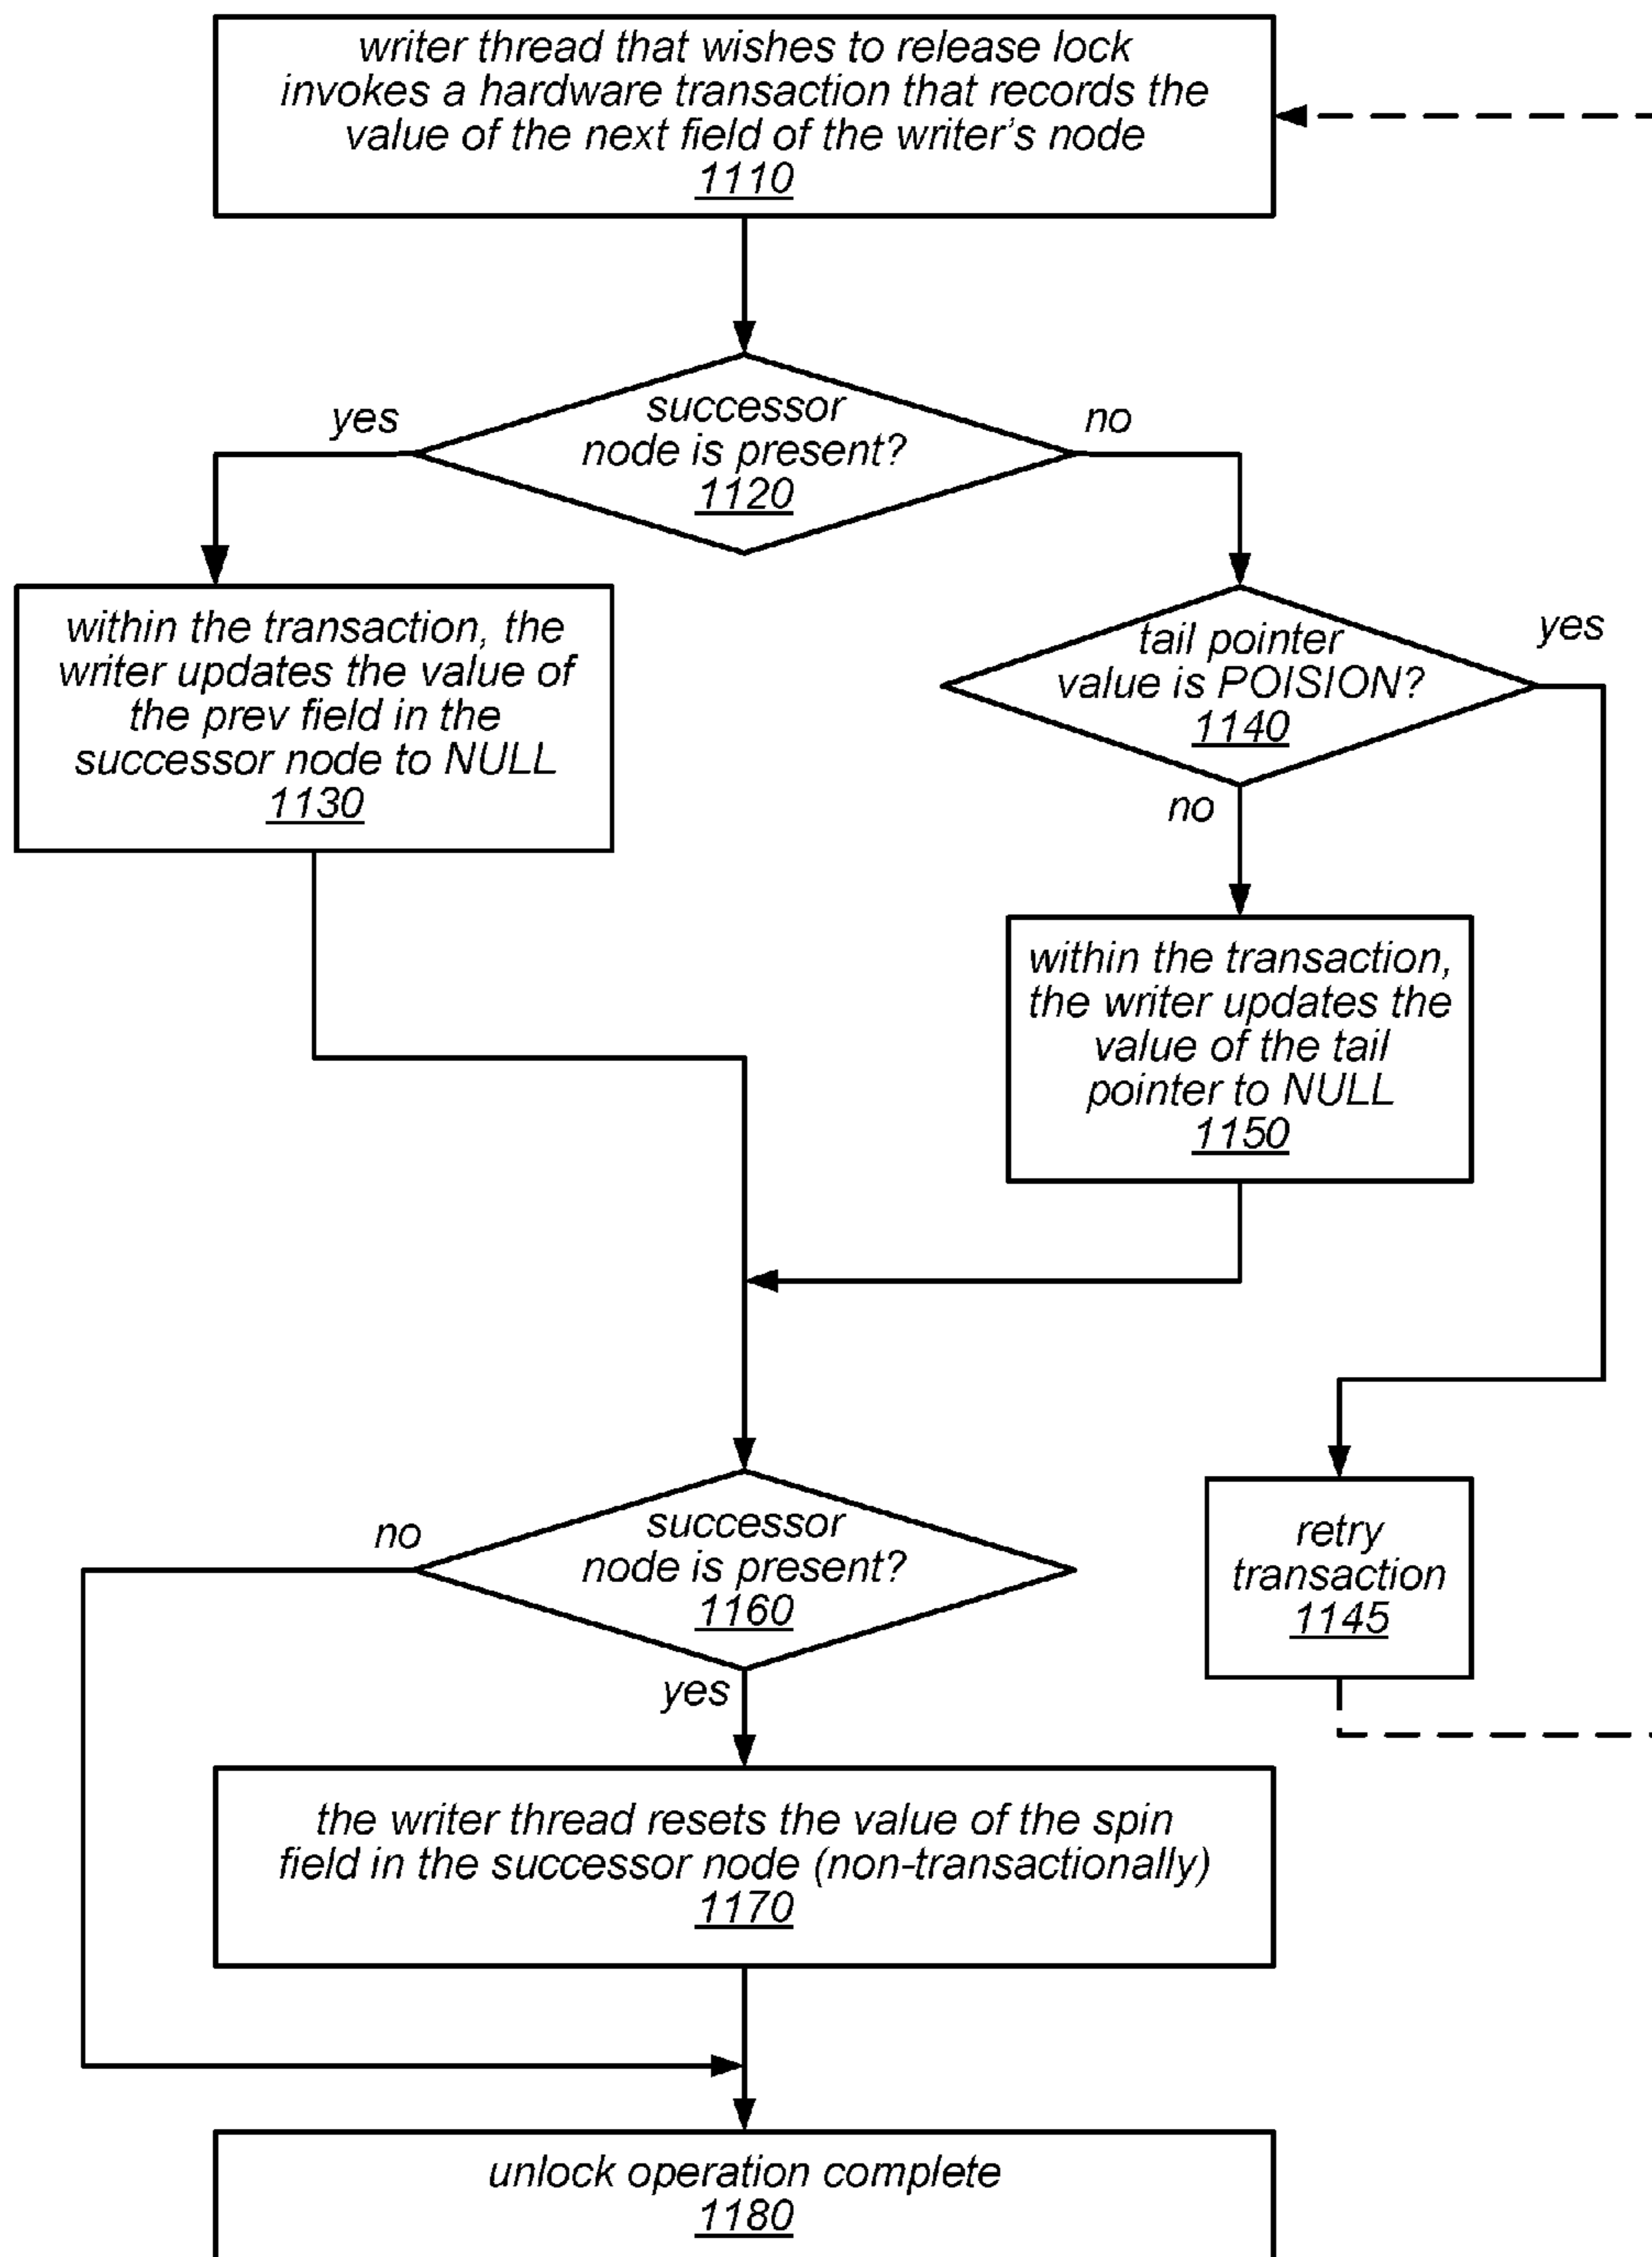 writer thread that wishes to release lock
invokes a hardware transaction that records the
value of the next field of the writer's node
1110
successor
node is present?
1120
yes
no
within the transaction, the
writer updates the value of
the prev field in the
successor node to NULL
1130
tail pointer
value is POISION?
1140
yes
no
within the transaction,
the writer updates the
value of the tail
pointer to NULL
1150
successor
node is present?
1160
no
yes
retry
transaction
1145
the writer thread resets the value of the spin
field in the successor node (non-transactionally)
1170
unlock operation complete
1180